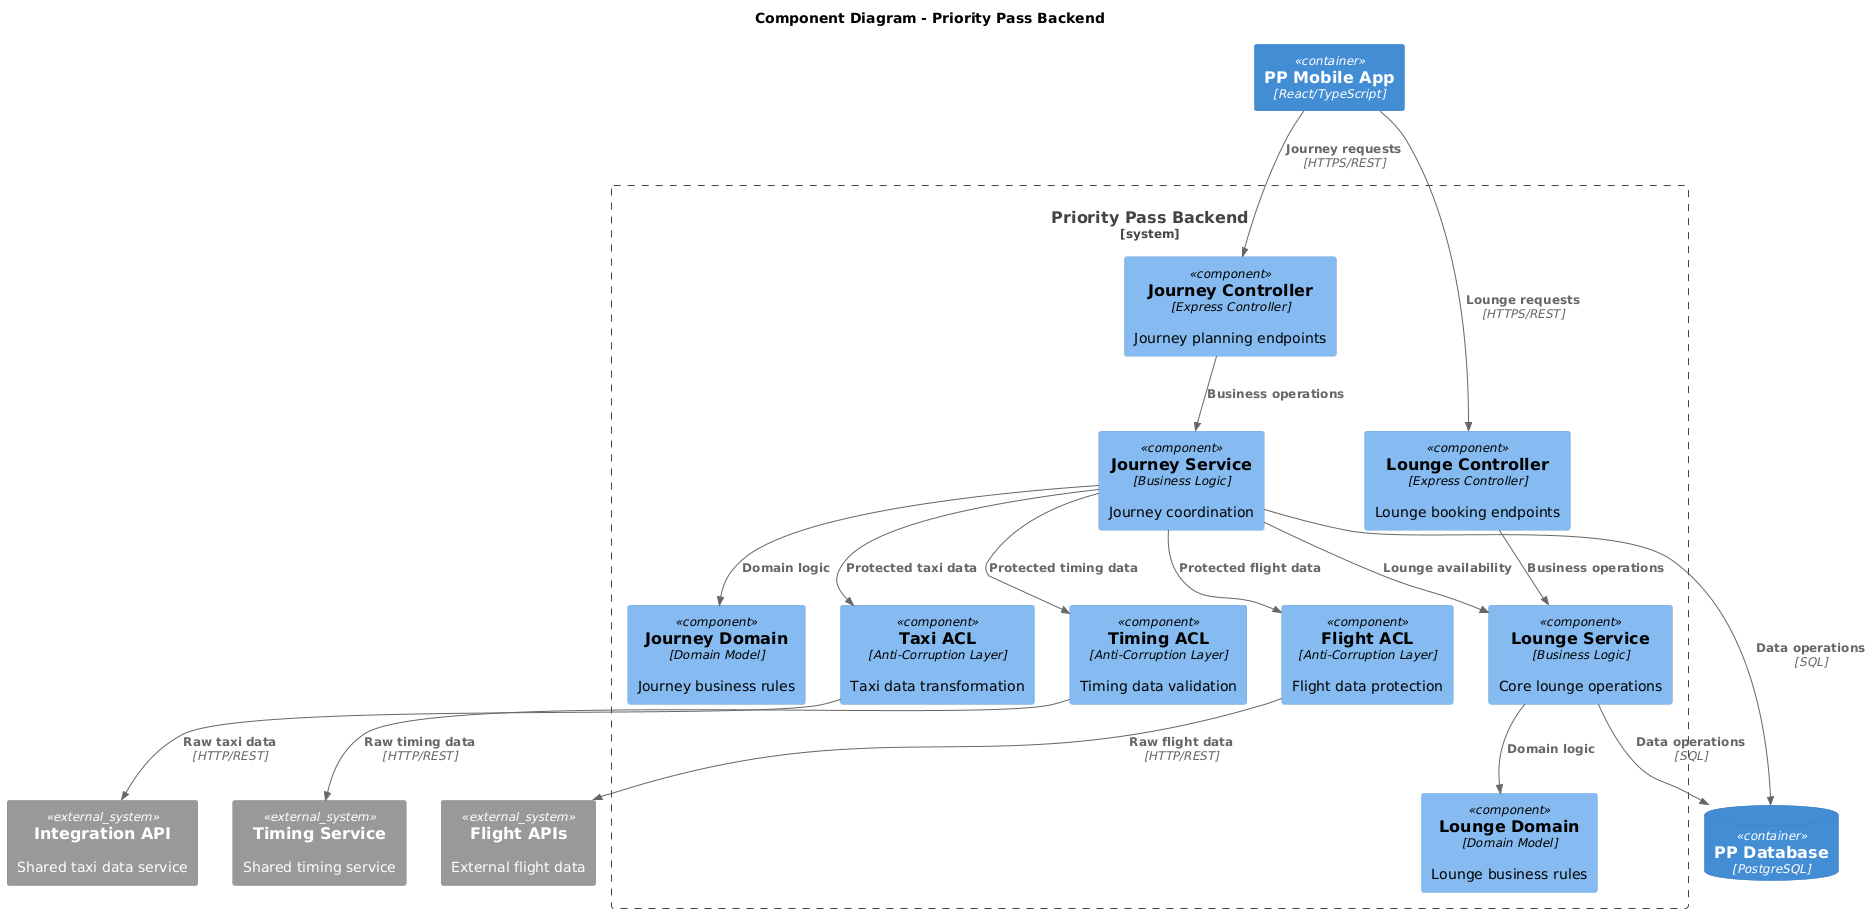 Component Diagram - Priority Pass Backend
«container»
PP Mobile App
[React/TypeScript]
Journey requests
[HTTPS/REST]
Priority Pass Backend
[system]
«component»
Journey Controller
[Express Controller]
Journey planning endpoints
Lounge requests
[HTTPS/REST]
Business operations
«component»
Journey Service
[Business Logic]
Journey coordination
«component»
Lounge Controller
[Express Controller]
Lounge booking endpoints
Domain logic
Protected taxi data
Protected timing data
Protected flight data
Lounge availability
Business operations
«component»
Journey Domain
[Domain Model]
Journey business rules
«component»
Taxi ACL
[Anti-Corruption Layer]
Taxi data transformation
«component»
Timing ACL
[Anti-Corruption Layer]
Timing data validation
«component»
Flight ACL
[Anti-Corruption Layer]
Flight data protection
«component»
Lounge Service
[Business Logic]
Core lounge operations
Data operations
[SQL]
Raw taxi data
[HTTP/REST]
Raw timing data
[HTTP/REST]
Raw flight data
[HTTP/REST]
Domain logic
Data operations
[SQL]
«external_system»
Integration API
Shared taxi data service
«external_system»
Timing Service
Shared timing service
«external_system»
Flight APIs
External flight data
«component»
Lounge Domain
[Domain Model]
Lounge business rules
«container»
PP Database
[PostgreSQL]